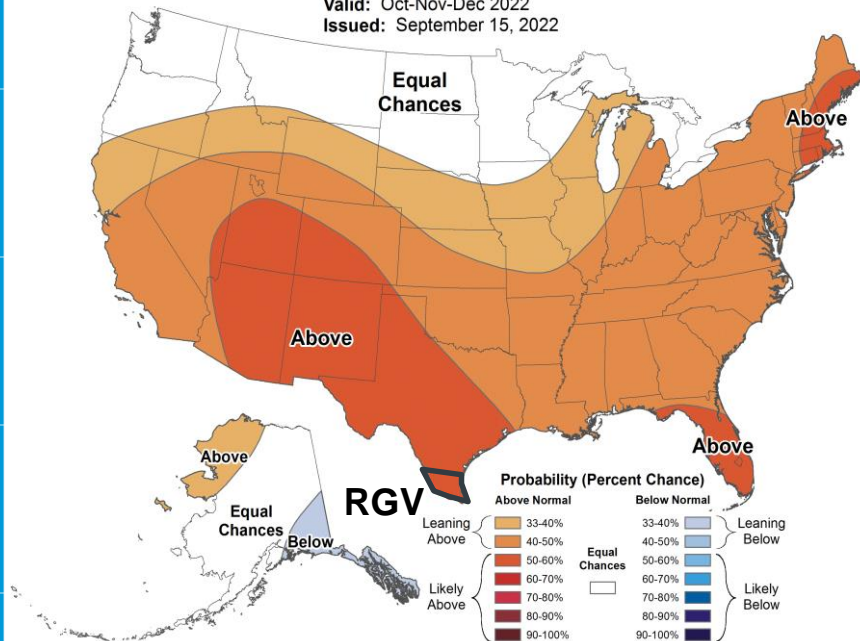 Valid: Oct-Nov-Dec 2022
Issued: September 15, 2022
Equal
Chances
Above
Above
Above
Above
Equal
Chances
Below
RGV
Probability (Percent Chance)
Above Normal
Below Normal
Leaning
Above
33-40%
40-50%
Likely
Above
50-60%
60-70%
70-80%
80-90%
90-100%
Equal
Chances
33-40%
40-50%
Leaning
Below
50-60%
60-70%
70-80%
80-90%
90-100%
Likely
Below